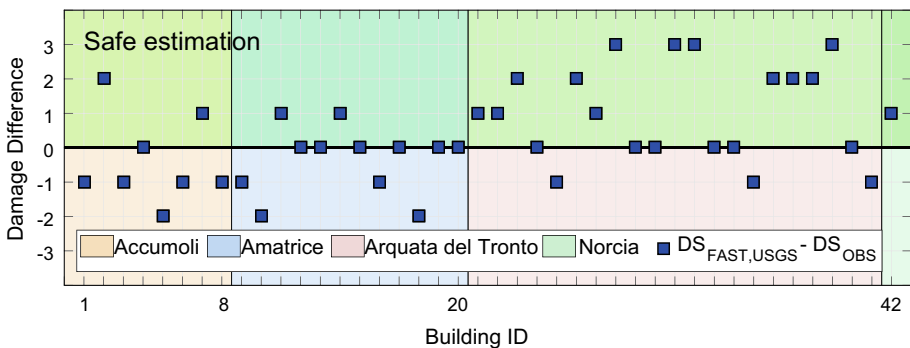 Safe estimation
Damage Difference
3
2
1
0
-1
-2
-3
Accumoli Amatrice Arquata del Tronto Norcia DS_FAST,USGS - DS_OBS
1 8 20 42
Building ID